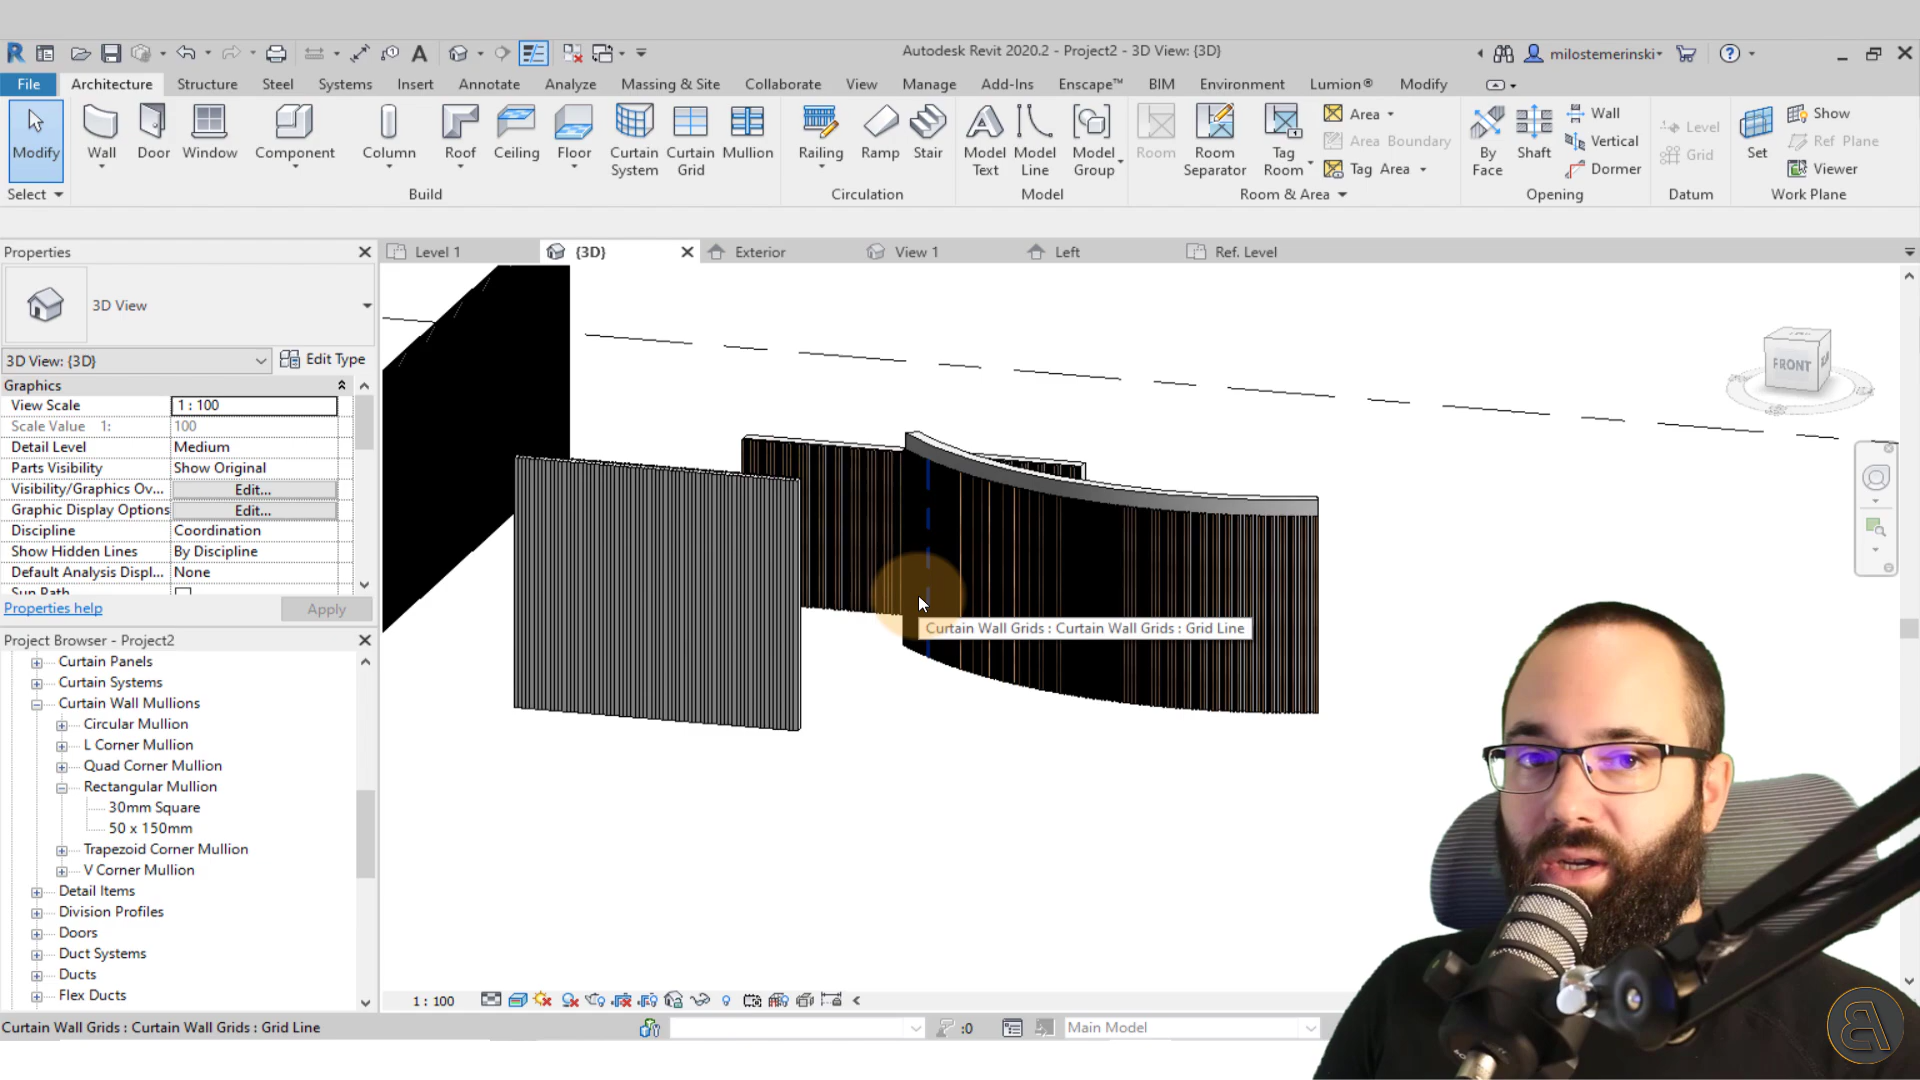 Autodesk Revit 2020.2 - Project2 - 3D View: {3D}
milostemerinski
File Architecture Structure Steel Systems Insert Annotate Analyze Massing & Site Collaborate View Manage Add-Ins Enscape™ BIM Environment Lumion® Modify
Modify Wall Door Window Component Column Roof Ceiling Floor Curtain System Curtain Grid Mullion Railing Ramp Stair Model Text Model Line Model Group Room Room Separator Tag Room
Area
Area Boundary
Tag Area
By Face Shaft
Wall
Vertical
Dormer
Level
Grid
Set
Show
Ref Plane
Viewer
Select Build Circulation Model Room & Area Opening Datum Work Plane
Properties
Level 1 {3D} Exterior View 1 Left Ref. Level
3D View
3D View: {3D} Edit Type
Graphics
View Scale 1 : 100
Scale Value 1: 100
Detail Level Medium
Parts Visibility Show Original
Visibility/Graphics Ov... Edit...
Graphic Display Options Edit...
Discipline Coordination
Show Hidden Lines By Discipline
Default Analysis Displ... None
Sun Path
Properties help Apply
FRONT
Curtain Wall Grids : Curtain Wall Grids : Grid Line
Project Browser - Project2
Curtain Panels
Curtain Systems
Curtain Wall Mullions
Circular Mullion
L Corner Mullion
Quad Corner Mullion
Rectangular Mullion
30mm Square
50 x 150mm
Trapezoid Corner Mullion
V Corner Mullion
Detail Items
Division Profiles
Doors
Duct Systems
Ducts
Flex Ducts
1 : 100
Curtain Wall Grids : Curtain Wall Grids : Grid Line
:0
Main Model